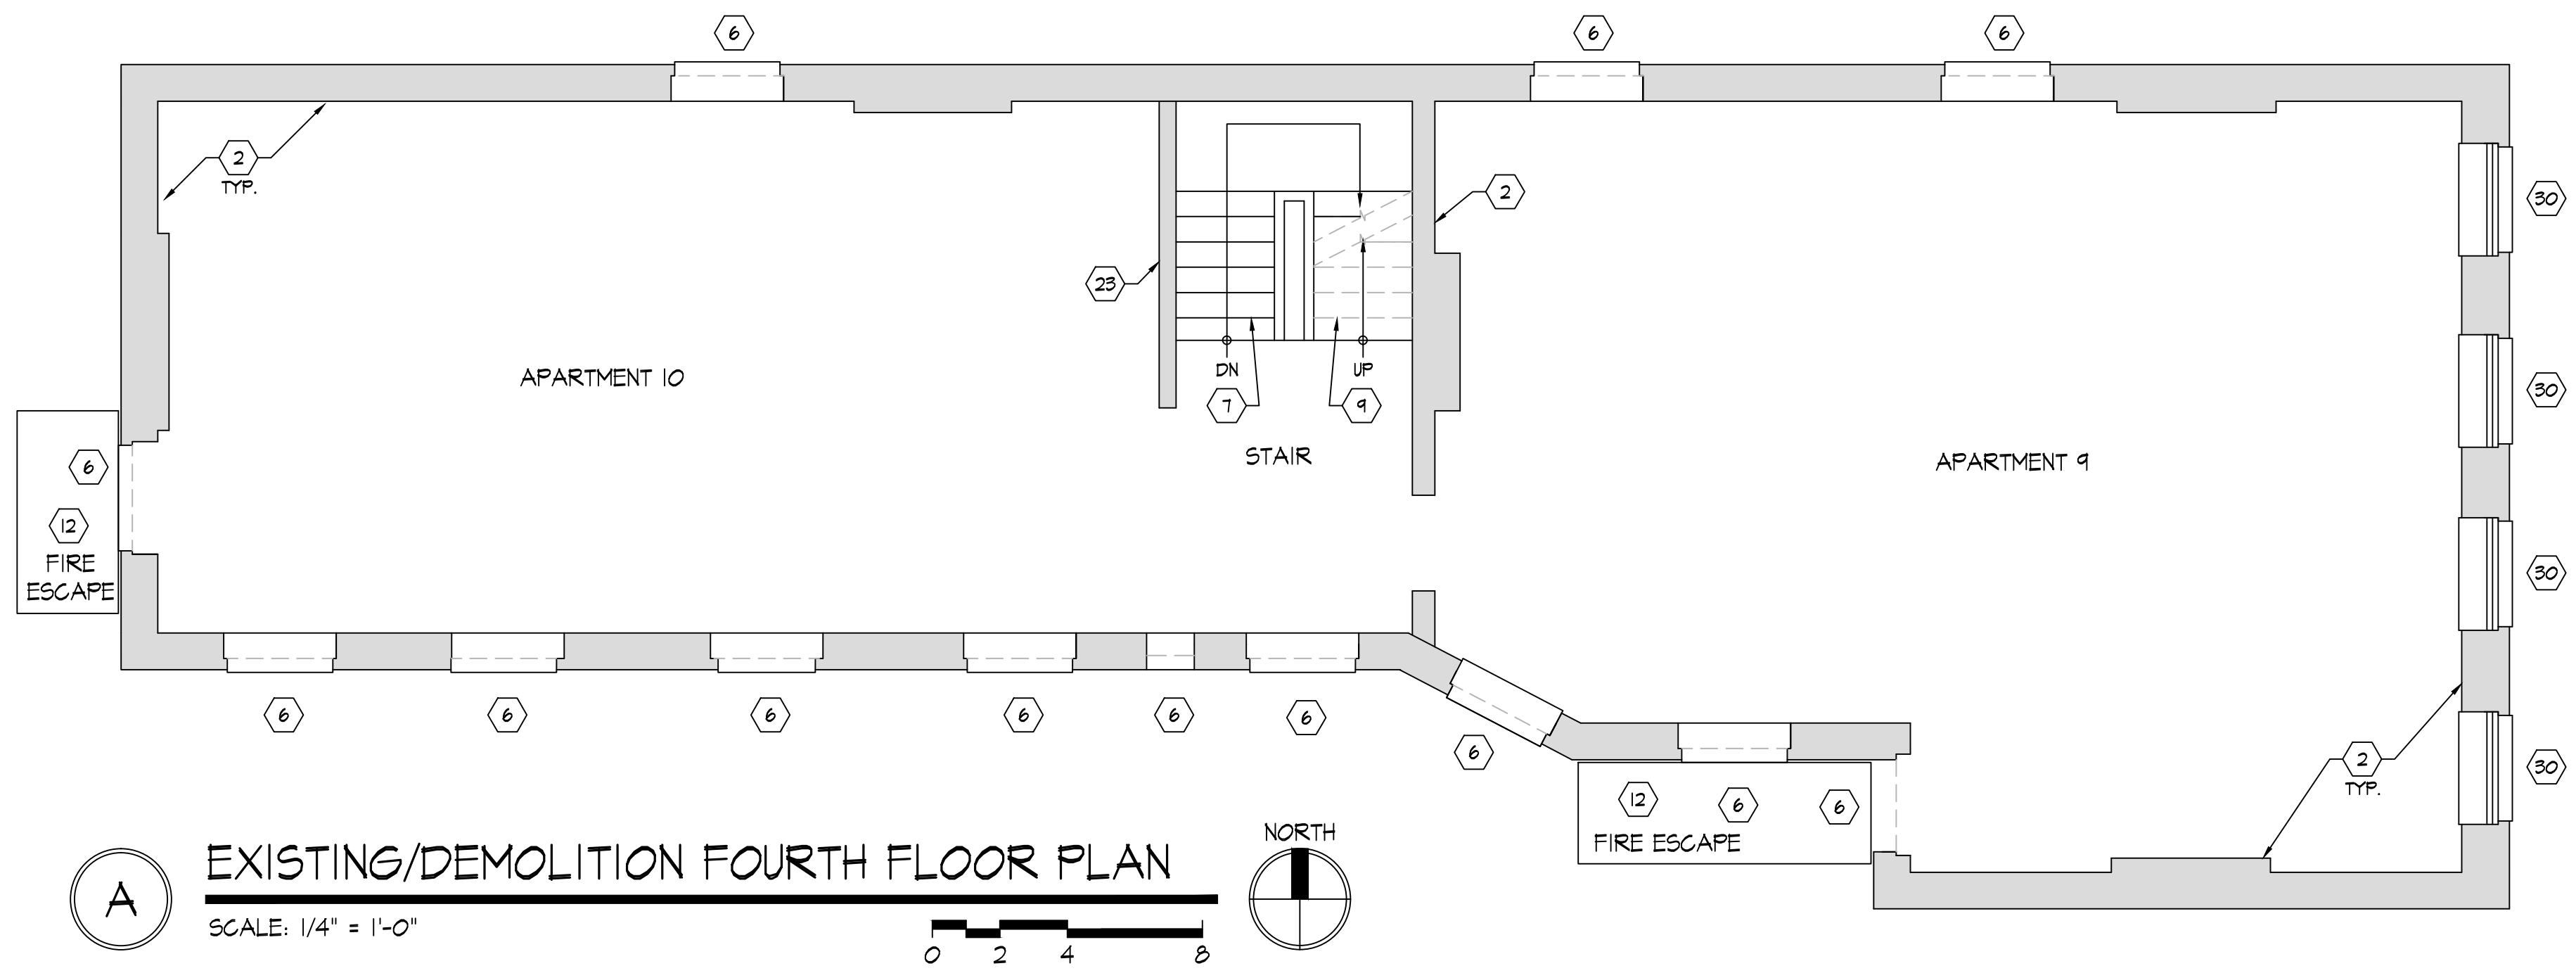 6
6
6
2
TYP.
2
30
23
DN
UP
7
9
30
APARTMENT 10
STAIR
APARTMENT 9
6
12
FIRE
ESCAPE
30
6
6
6
6
6
6
6
30
2
TYP.
12
6
6
FIRE ESCAPE
A
EXISTING/DEMOLITION FOURTH FLOOR PLAN
SCALE: 1/4" = 1'-0"
0 2 4 8
NORTH